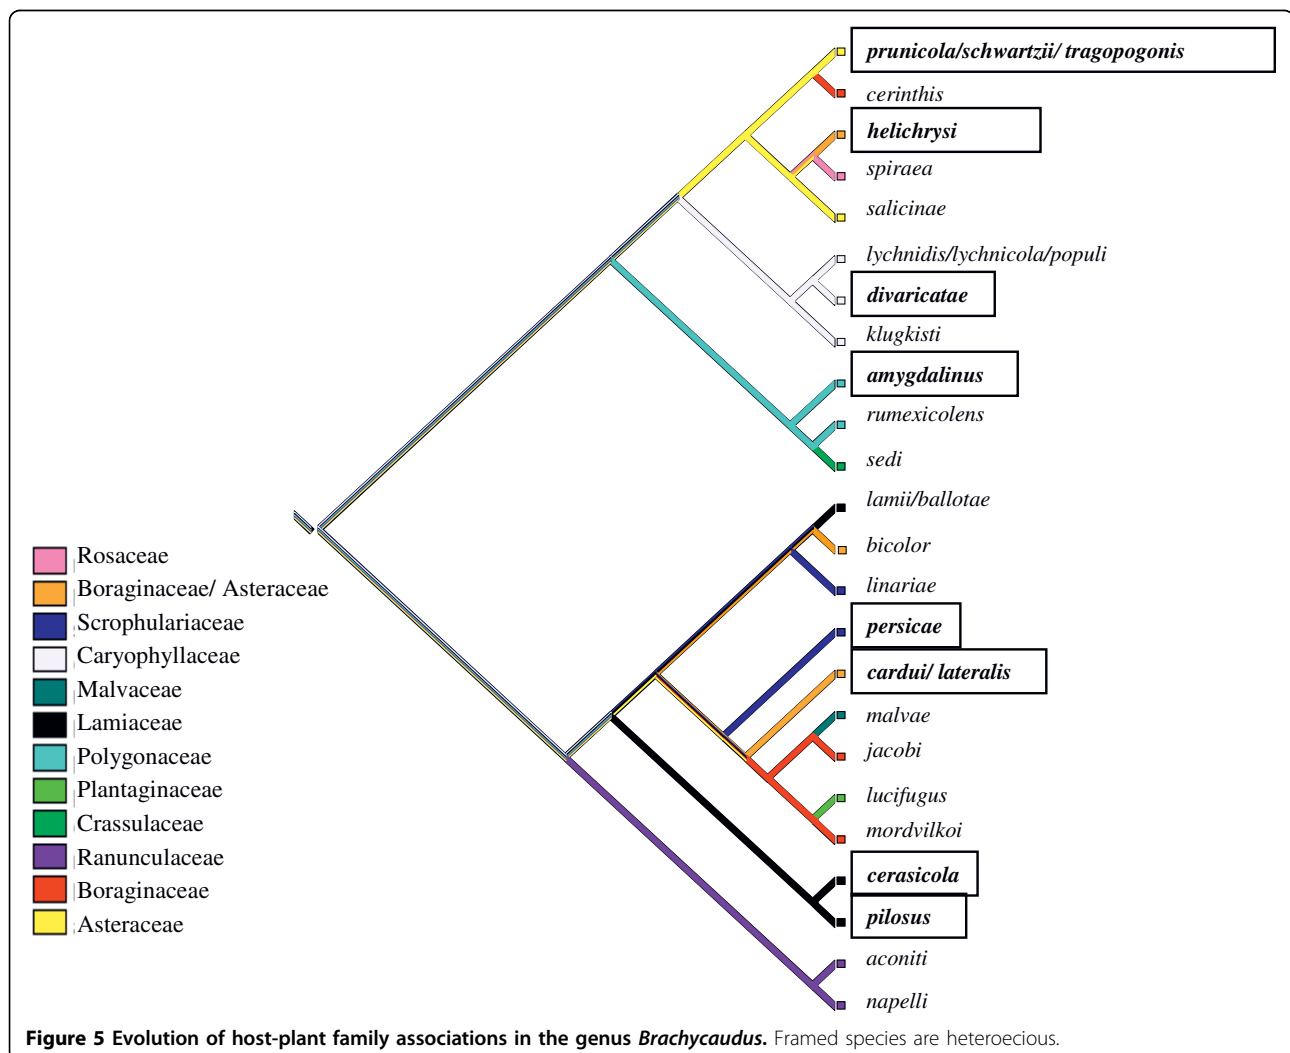 prunicola/schwartzii/ tragopogonis
cerinthis
helichrysi
spiraea
salicinae
lychnidis/lychnicola/populi
divaricatae
klugkisti
amygdalinus
rumexicolens
sedi
lamii/ballotae
bicolor
linariae
persicae
cardui/ lateralis
malvae
jacobi
lucifugus
mordvilkoi
cerasicola
pilosus
aconiti
napelli
Rosaceae
Boraginaceae/ Asteraceae
Scrophulariaceae
Caryophyllaceae
Malvaceae
Lamiaceae
Polygonaceae
Plantaginaceae
Crassulaceae
Ranunculaceae
Boraginaceae
Asteraceae
Figure 5 Evolution of host-plant family associations in the genus Brachycaudus. Framed species are heteroecious.